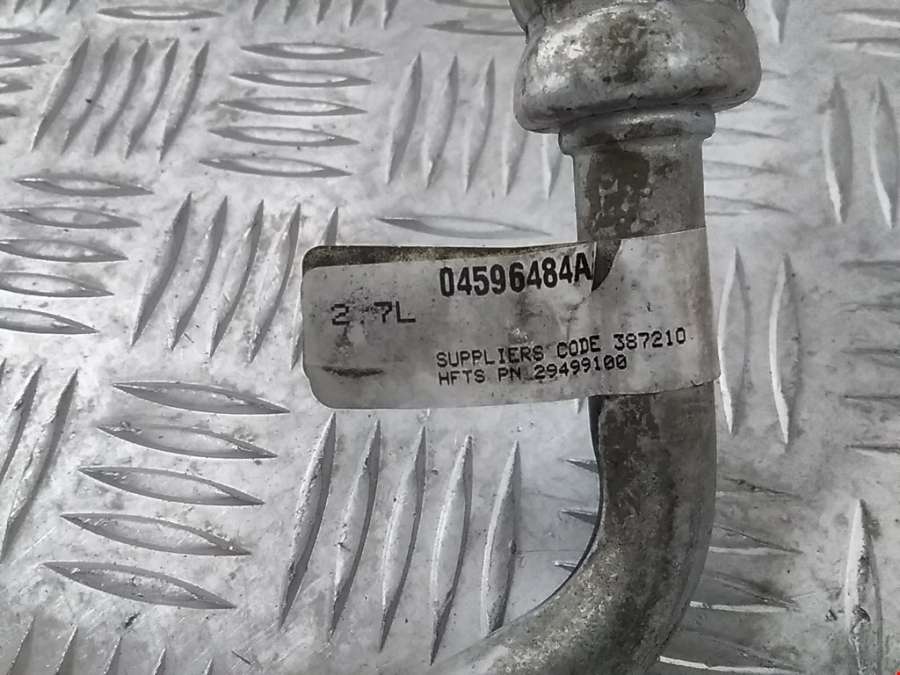 04596484A
2.7L
SUPPLIERS CODE 387210
HFTS PN 29499100